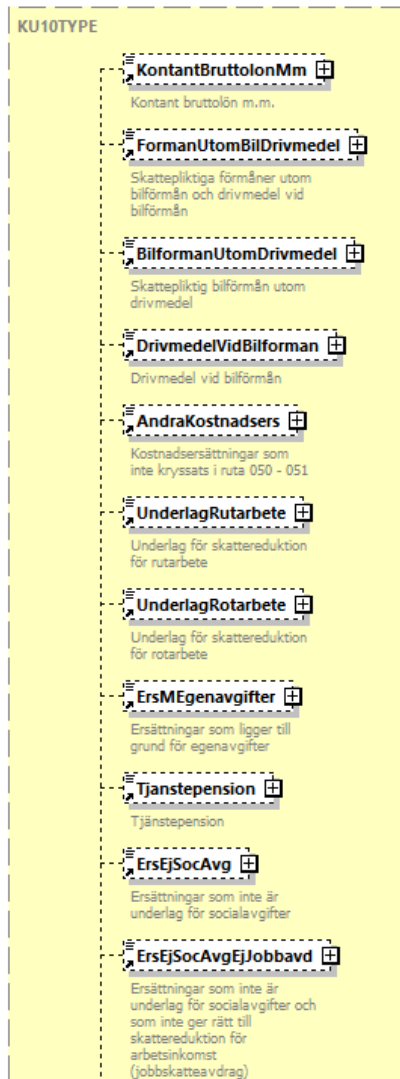 KU10TYPE
KontantBruttolonMm
Kontant bruttolön m.m.
FormanUtomBilDrivmedel
Skattepliktiga förmåner utom
bilförmån och drivmedel vid
bilförmån
BilformanUtomDrivmedel
Skattepliktig bilförmån utom
drivmedel
DrivmedelVidBilforman
Drivmedel vid bilförmån
AndraKostnadsers
Kostnadsersättningar som
inte kryssats i ruta 050 - 051
UnderlagRutarbete
Underlag för skattereduktion
för rutarbete
UnderlagRotarbete
Underlag för skattereduktion
för rotarbete
ErsMEgenavgifter
Ersättningar som ligger till
grund för egenavgifter
Tjanstepension
Tjänstepension
ErsEjSocAvg
Ersättningar som inte är
underlag för socialavgifter
ErsEjSocAvgEjJobbavd
Ersättningar som inte är
underlag för socialavgifter och
som inte ger rätt till
skattereduktion för
arbetsinkomst
(jobbskatteavdrag)